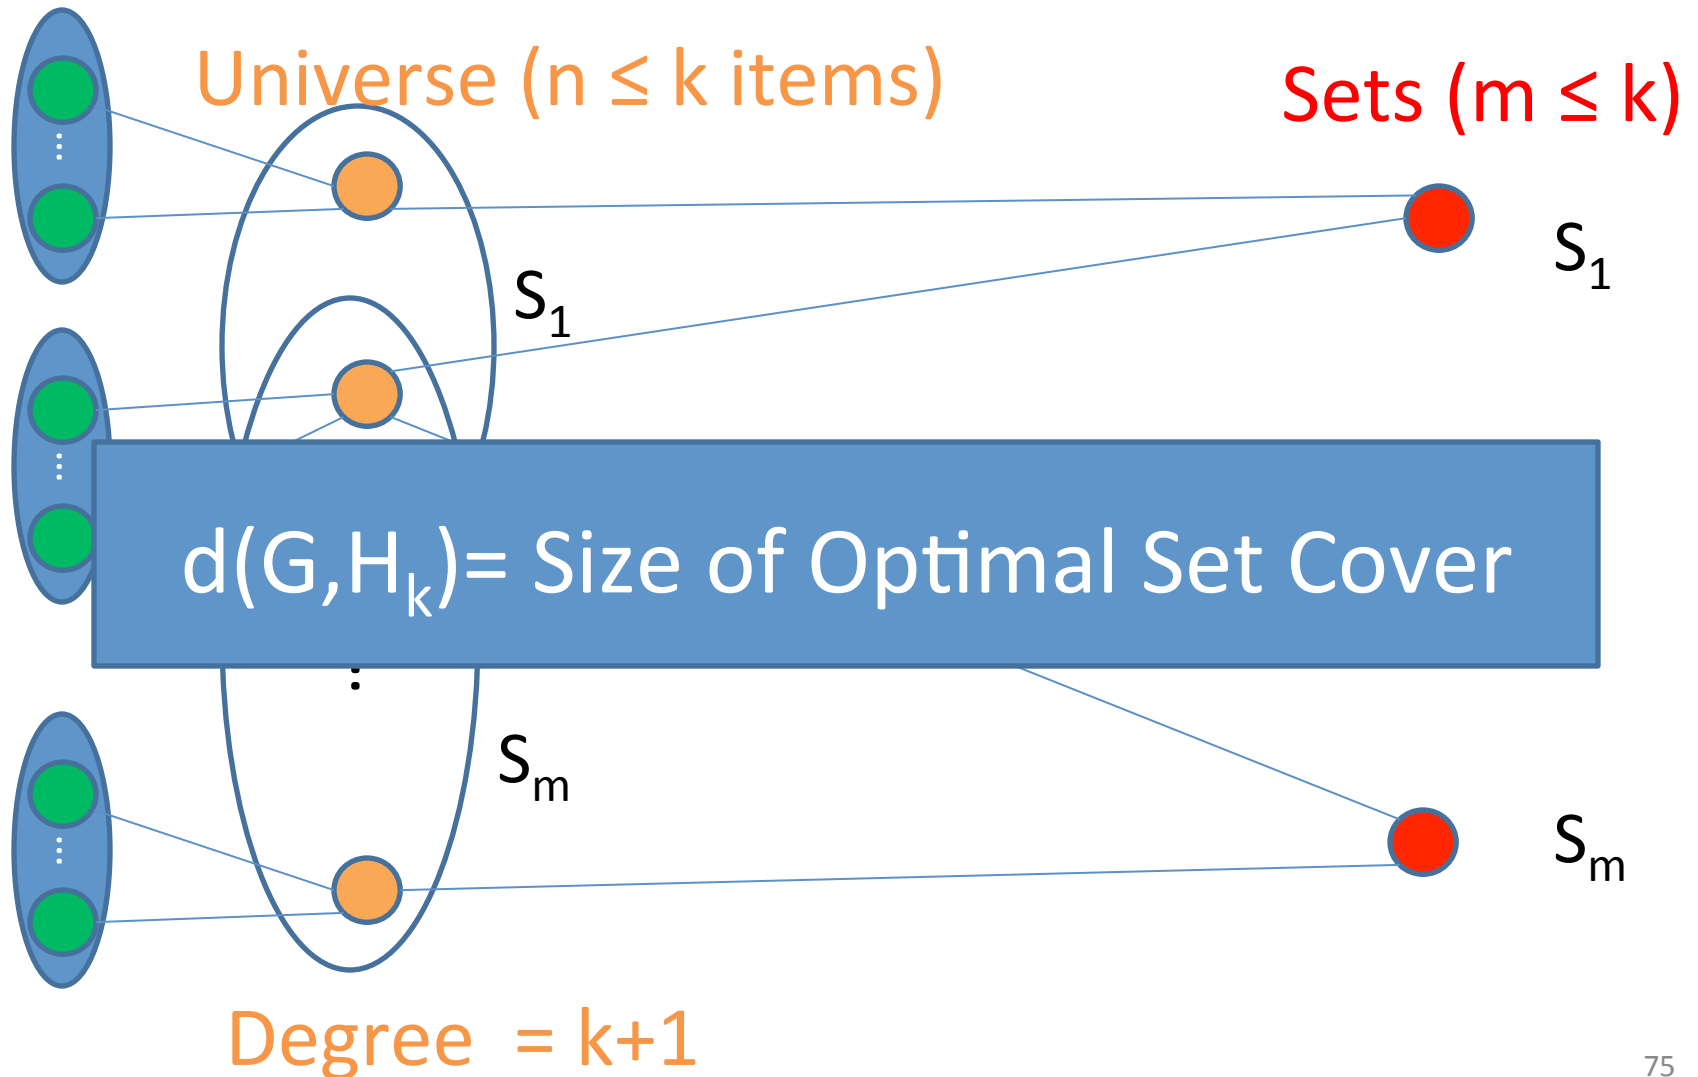 Universe (n ≤ k items)
Sets (m ≤ k)
S₁
S₁
d(G,Hₖ)= Size of Optimal Set Cover
Sₘ
Sₘ
Degree = k+1
75